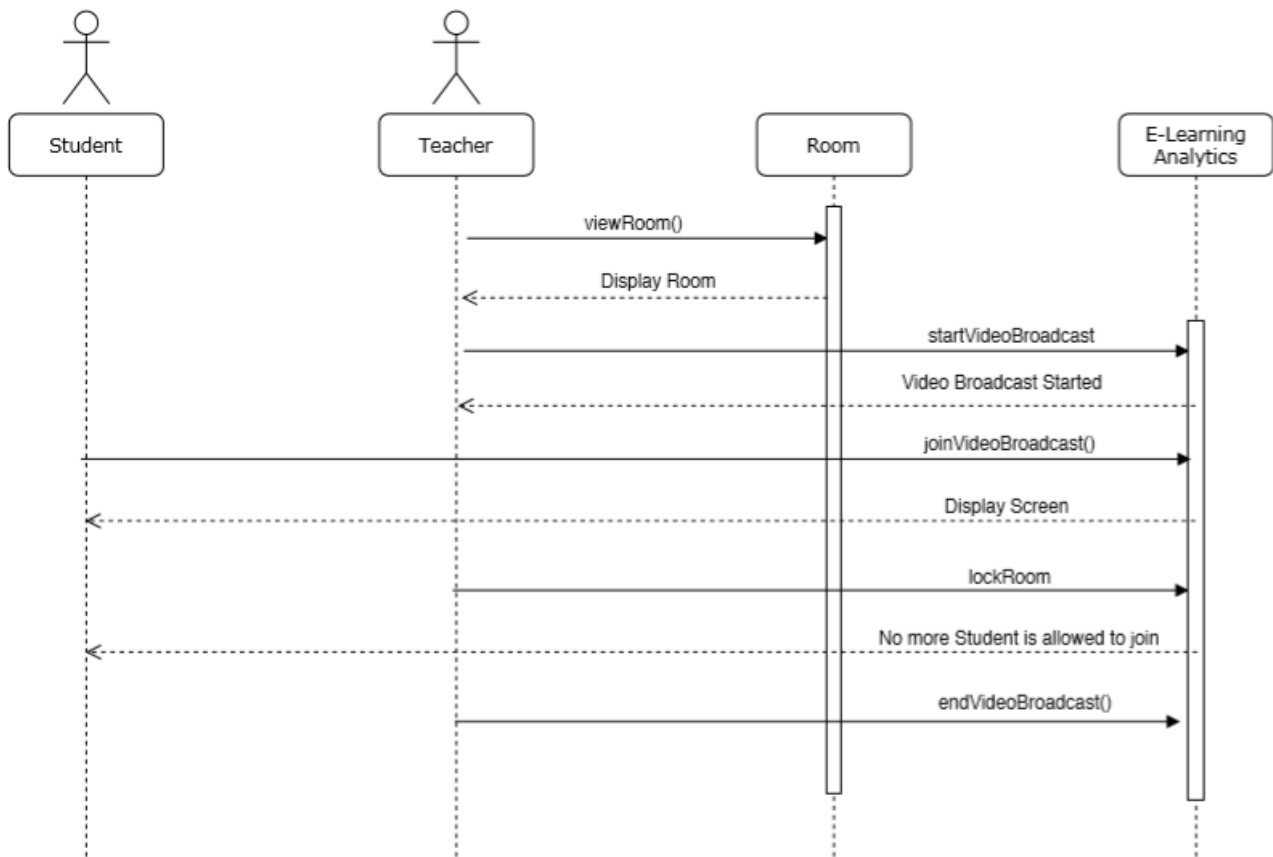 Student
Teacher
Room
E-Learning
Analytics
viewRoom()
Display Room
startVideoBroadcast
Video Broadcast Started
joinVideoBroadcast()
Display Screen
lockRoom
No more Student is allowed to join
endVideoBroadcast()